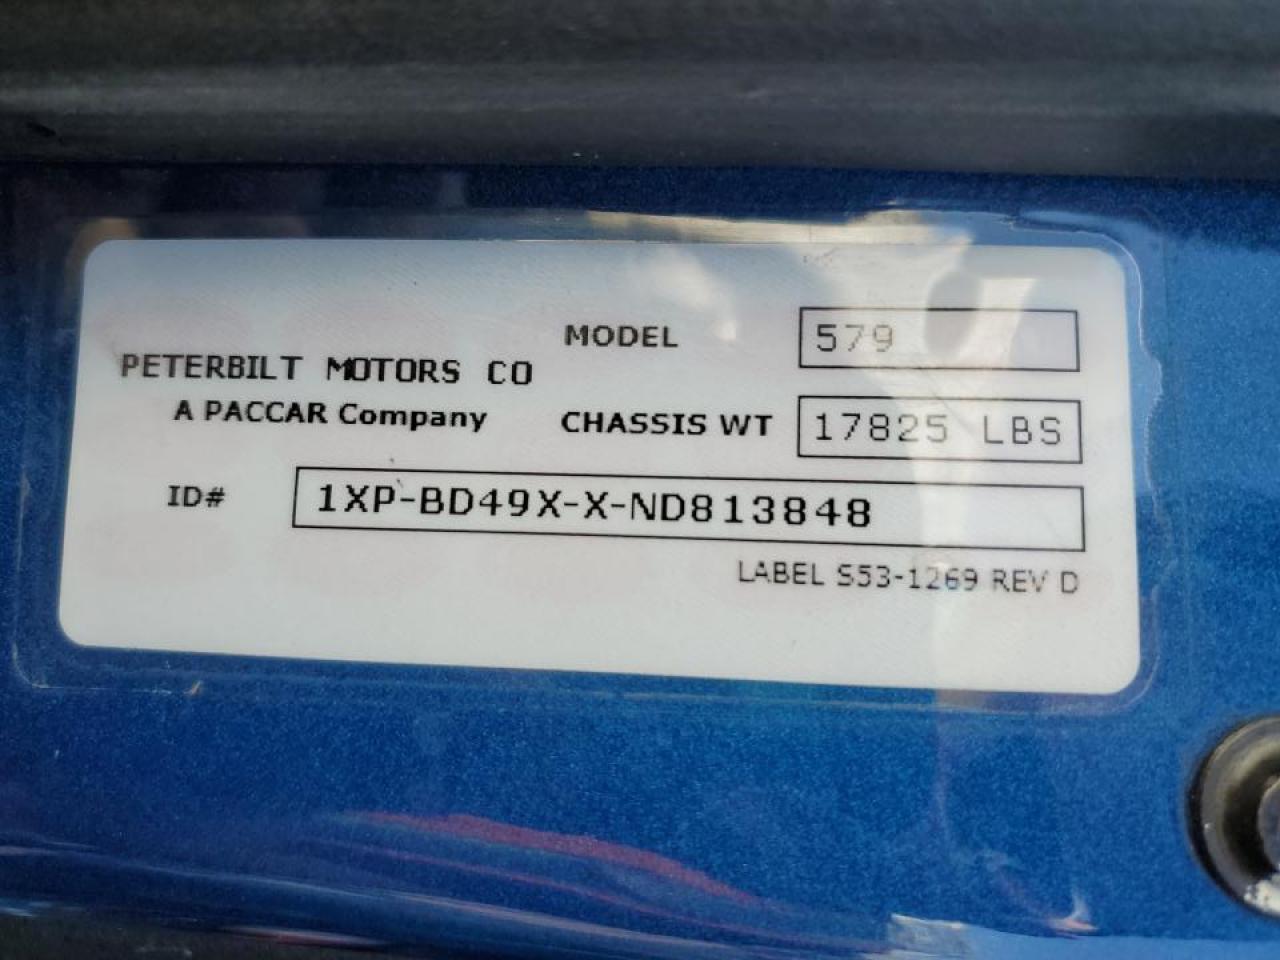 MODEL 579
PETERBILT MOTORS CO
A PACCAR Company
CHASSIS WT 17825 LBS
ID# 1XP-BD49X-X-ND813848
LABEL S53-1269 REV D